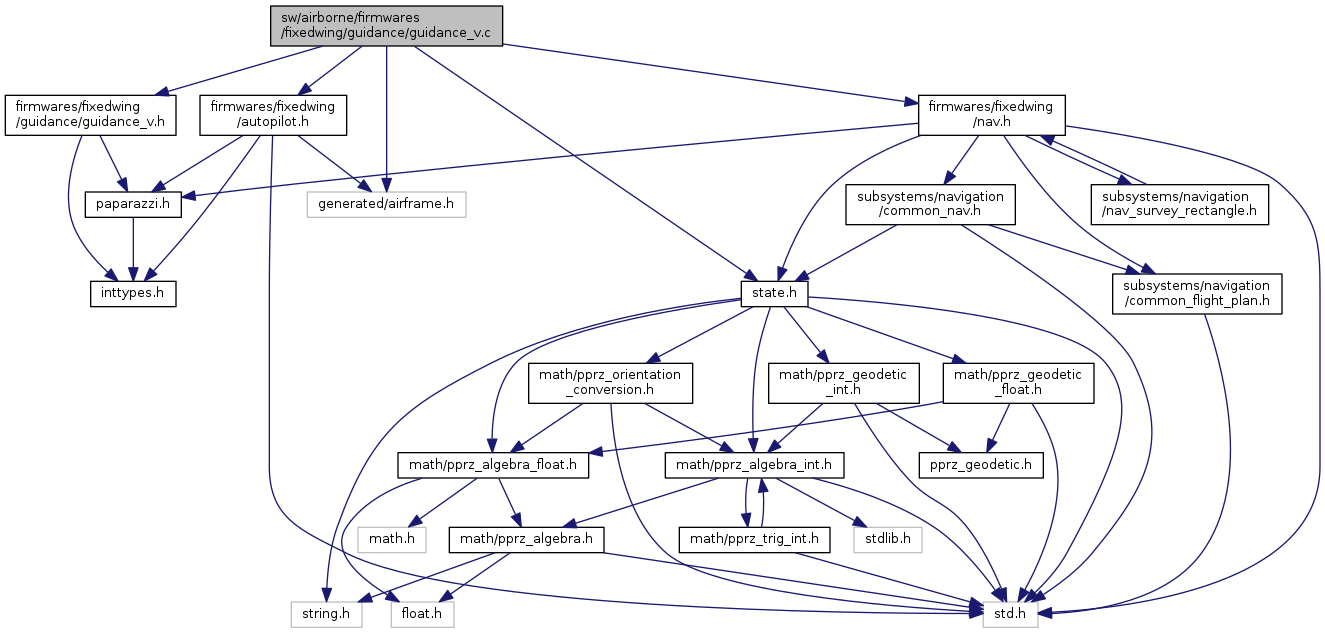 sw/airborne/firmwares
/fixedwing/guidance/guidance_v.c
firmwares/fixedwing
/guidance/guidance_v.h
firmwares/fixedwing
/autopilot.h
firmwares/fixedwing
/nav.h
paparazzi.h
generated/airframe.h
subsystems/navigation
/common_nav.h
subsystems/navigation
/nav_survey_rectangle.h
inttypes.h
state.h
subsystems/navigation
/common_flight_plan.h
math/pprz_orientation
_conversion.h
math/pprz_geodetic
_int.h
math/pprz_geodetic
_float.h
math/pprz_algebra_float.h
math/pprz_algebra_int.h
pprz_geodetic.h
math.h
math/pprz_algebra.h
math/pprz_trig_int.h
stdlib.h
string.h
float.h
std.h